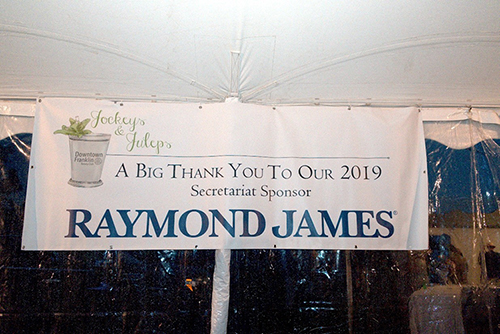 Jockeys
& Juleps
Downtown
Franklin
A BIG THANK YOU TO OUR 2019
Secretariat Sponsor
RAYMOND JAMES®